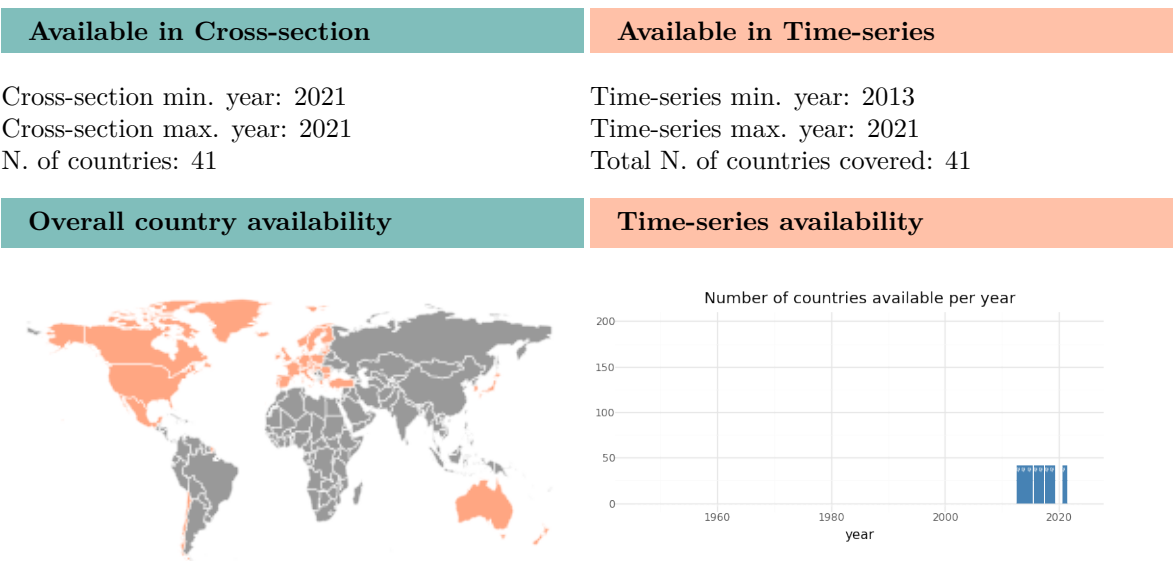 Available in Cross-section
Available in Time-series
Cross-section min. year: 2021
Cross-section max. year: 2021
N. of countries: 41
Time-series min. year: 2013
Time-series max. year: 2021
Total N. of countries covered: 41
Overall country availability
Time-series availability
Number of countries available per year
200
150
100
50
0
1960
1980
2000
2020
year